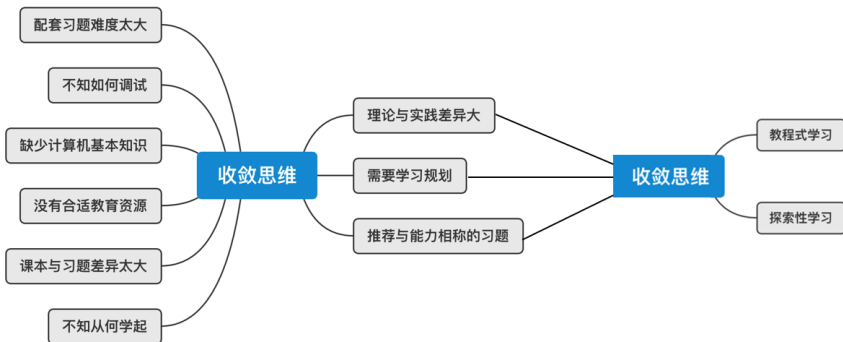 配套习题难度太大
不知如何调试
缺少计算机基本知识
没有合适教育资源
课本与习题差异太大
不知从何学起
收敛思维
理论与实践差异大
需要学习规划
推荐与能力相称的习题
收敛思维
教程式学习
探索性学习